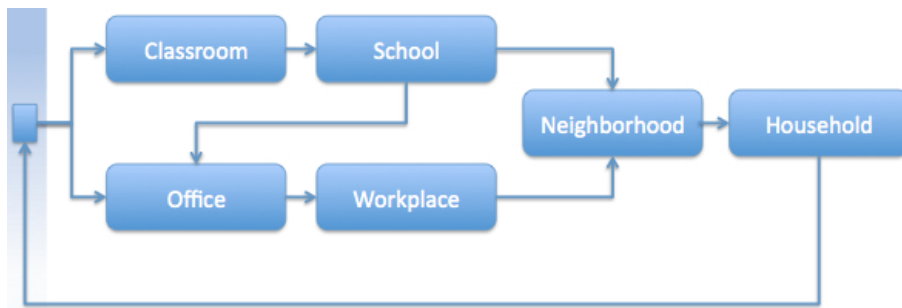 Classroom
School
Neighborhood
Household
Office
Workplace